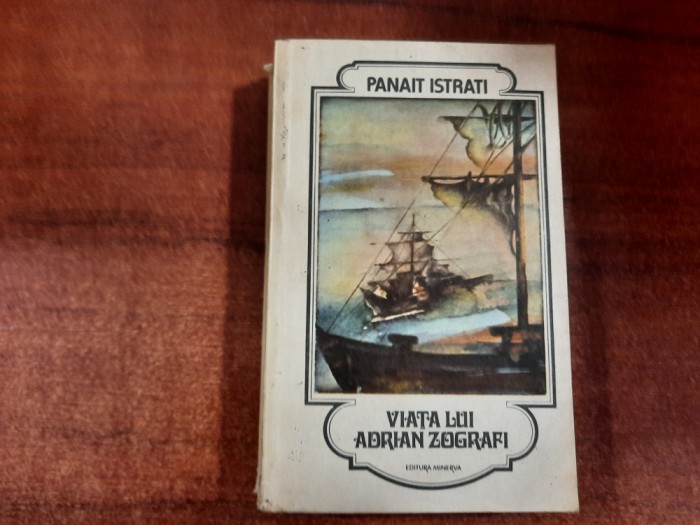 PANAIT ISTRATI
VIAȚA LUI
ADRIAN ZOGRAFI
EDITURA MINERVA